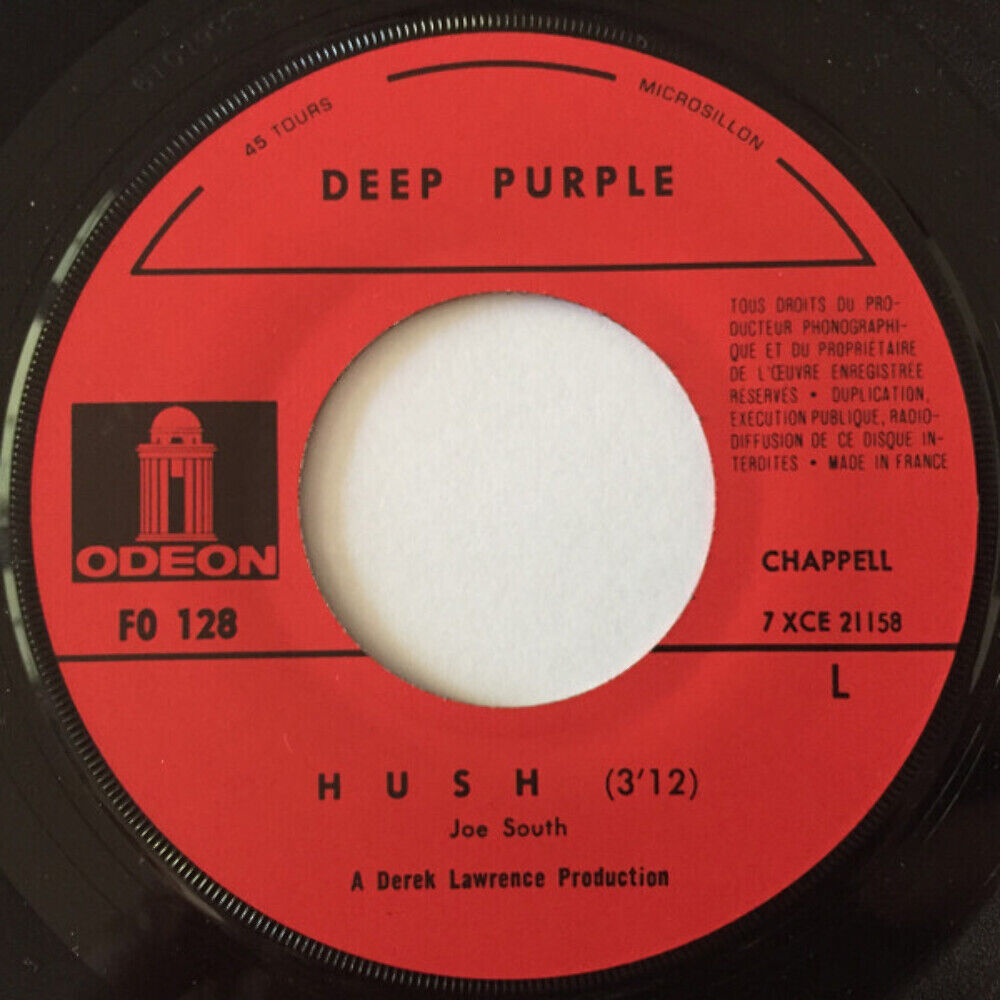 45 TOURS
MICROSILLON
DEEP PURPLE
TOUS DROITS DU PRO-
DUCTEUR PHONOGRAPHI-
QUE ET DU PROPRIÉTAIRE
DE L'ŒUVRE ENREGISTRÉE
RÉSERVÉS • DUPLICATION,
EXÉCUTION PUBLIQUE, RADIO-
DIFFUSION DE CE DISQUE IN-
TERDITES • MADE IN FRANCE
ODEON
FO 128
CHAPPELL
7 XCE 21158
L
HUSH (3'12)
Joe South
A Derek Lawrence Production